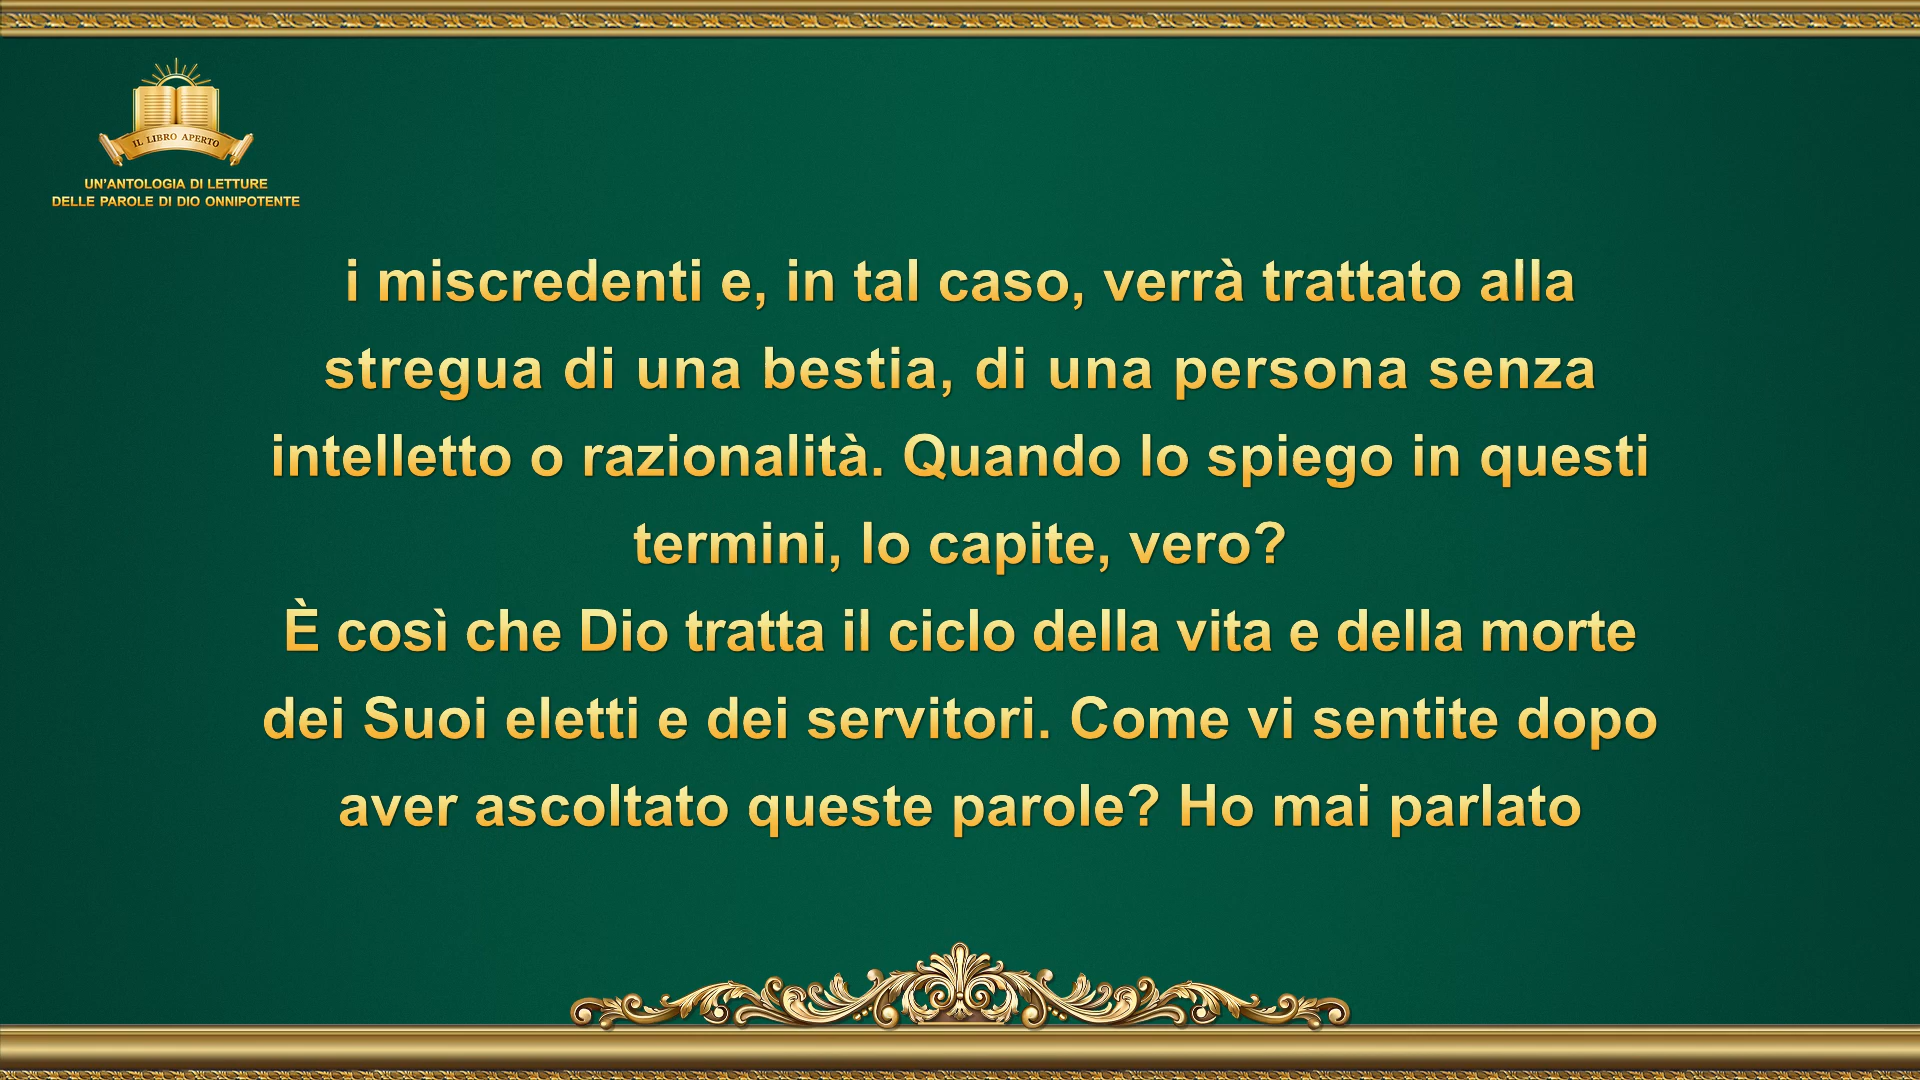 IL LIBRO APERTO
UN'ANTOLOGIA DI LETTURE
DELLE PAROLE DI DIO ONNIPOTENTE
i miscredenti e, in tal caso, verrà trattato alla
stregua di una bestia, di una persona senza
intelletto o razionalità. Quando lo spiego in questi
termini, lo capite, vero?
È così che Dio tratta il ciclo della vita e della morte
dei Suoi eletti e dei servitori. Come vi sentite dopo
aver ascoltato queste parole? Ho mai parlato